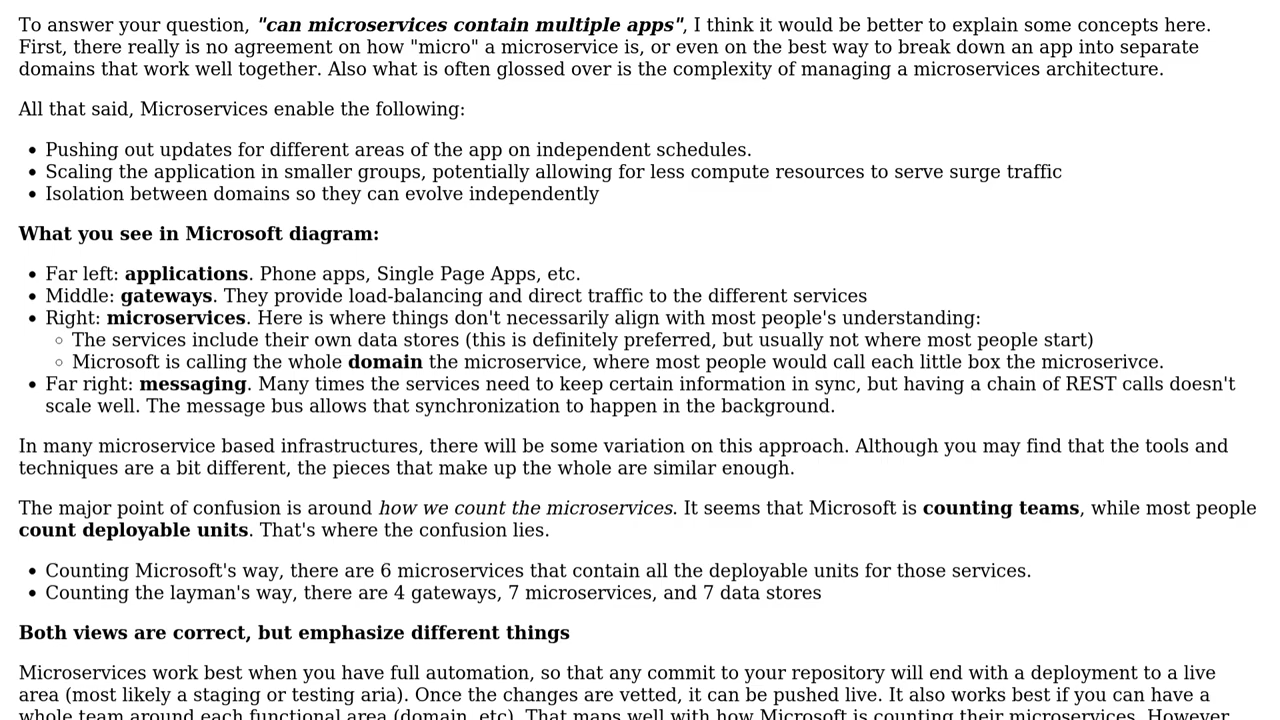 To answer your question, "can microservices contain multiple apps", I think it would be better to explain some concepts here.
First, there really is no agreement on how "micro" a microservice is, or even on the best way to break down an app into separate
domains that work well together. Also what is often glossed over is the complexity of managing a microservices architecture.
All that said, Microservices enable the following:
• Pushing out updates for different areas of the app on independent schedules.
• Scaling the application in smaller groups, potentially allowing for less compute resources to serve surge traffic
• Isolation between domains so they can evolve independently
What you see in Microsoft diagram:
• Far left: applications. Phone apps, Single Page Apps, etc.
• Middle: gateways. They provide load-balancing and direct traffic to the different services
• Right: microservices. Here is where things don't necessarily align with most people's understanding:
◦ The services include their own data stores (this is definitely preferred, but usually not where most people start)
◦ Microsoft is calling the whole domain the microservice, where most people would call each little box the microserivce.
• Far right: messaging. Many times the services need to keep certain information in sync, but having a chain of REST calls doesn't
scale well. The message bus allows that synchronization to happen in the background.
In many microservice based infrastructures, there will be some variation on this approach. Although you may find that the tools and
techniques are a bit different, the pieces that make up the whole are similar enough.
The major point of confusion is around how we count the microservices. It seems that Microsoft is counting teams, while most people
count deployable units. That's where the confusion lies.
• Counting Microsoft's way, there are 6 microservices that contain all the deployable units for those services.
• Counting the layman's way, there are 4 gateways, 7 microservices, and 7 data stores
Both views are correct, but emphasize different things
Microservices work best when you have full automation, so that any commit to your repository will end with a deployment to a live
area (most likely a staging or testing aria). Once the changes are vetted, it can be pushed live. It also works best if you can have a
whole team around each functional area (domain, etc). That maps well with how Microsoft is counting their microservices. However,